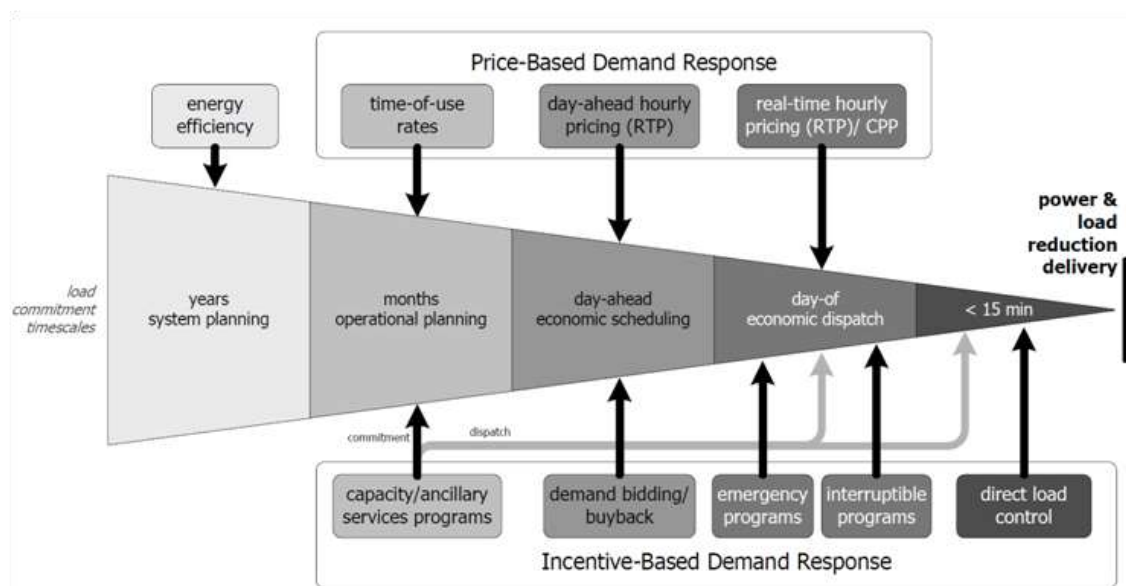 Price-Based Demand Response
energy
efficiency
time-of-use
rates
day-ahead hourly
pricing (RTP)
real-time hourly
pricing (RTP)/ CPP
power &
load
reduction
delivery
load
commitment
timescales
years
system planning
months
operational planning
day-ahead
economic scheduling
day-of
economic dispatch
< 15 min
commitment
dispatch
capacity/ancillary
services programs
demand bidding/
buyback
emergency
programs
interruptible
programs
direct load
control
Incentive-Based Demand Response